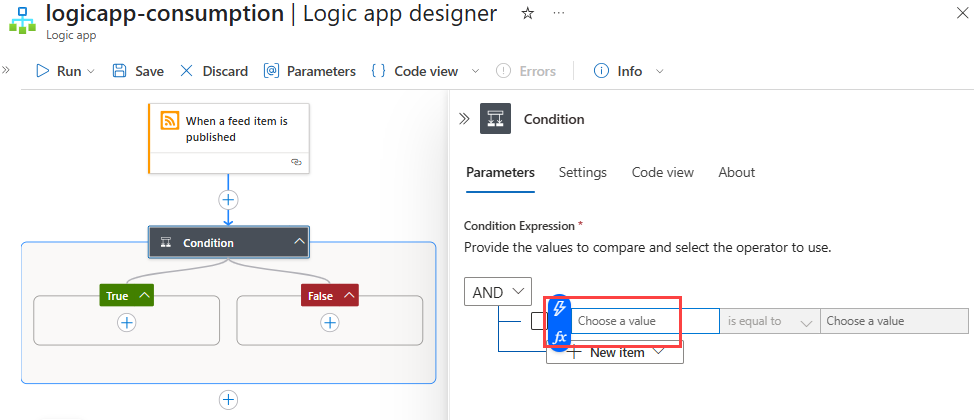 logicapp-consumption | Logic app designer
Logic app
Run Save Discard Parameters Code view Errors Info
When a feed item is
published
Condition
True False
Condition
Parameters Settings Code view About
Condition Expression *
Provide the values to compare and select the operator to use.
AND
Choose a value is equal to Choose a value
fx
New item